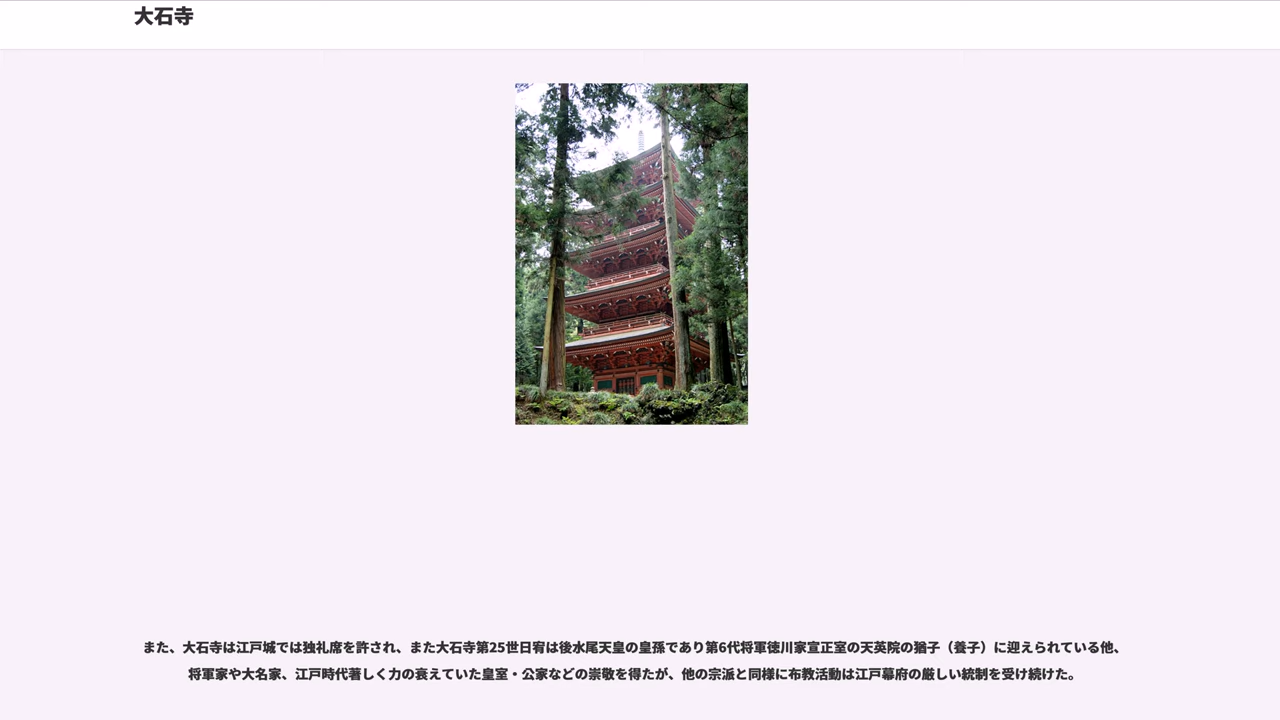 大石寺
また、大石寺は江戸城では独礼席を許され、また大石寺第25世日宥は後水尾天皇の皇孫であり第6代将軍徳川家宣正室の天英院の猶子（養子）に迎えられている他、
将軍家や大名家、江戸時代著しく力の衰えていた皇室・公家などの崇敬を得たが、他の宗派と同様に布教活動は江戸幕府の厳しい統制を受け続けた。